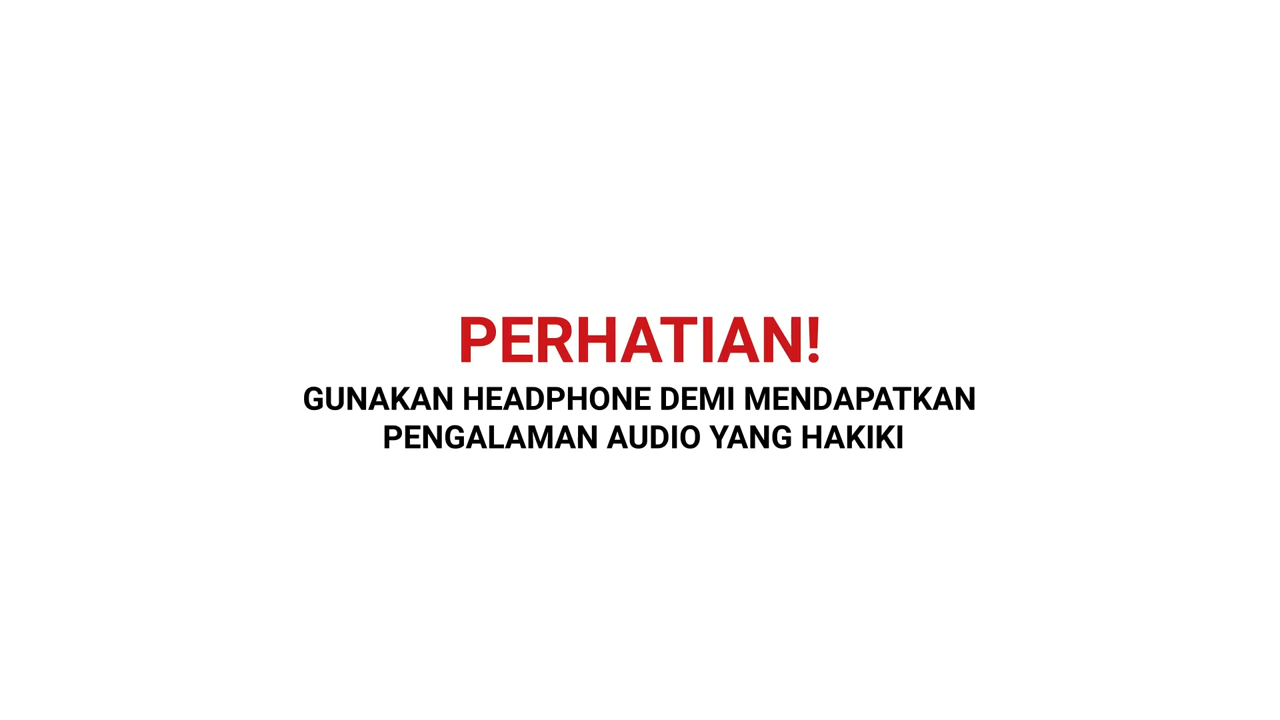 PERHATIAN!
GUNAKAN HEADPHONE DEMI MENDAPATKAN
PENGALAMAN AUDIO YANG HAKIKI